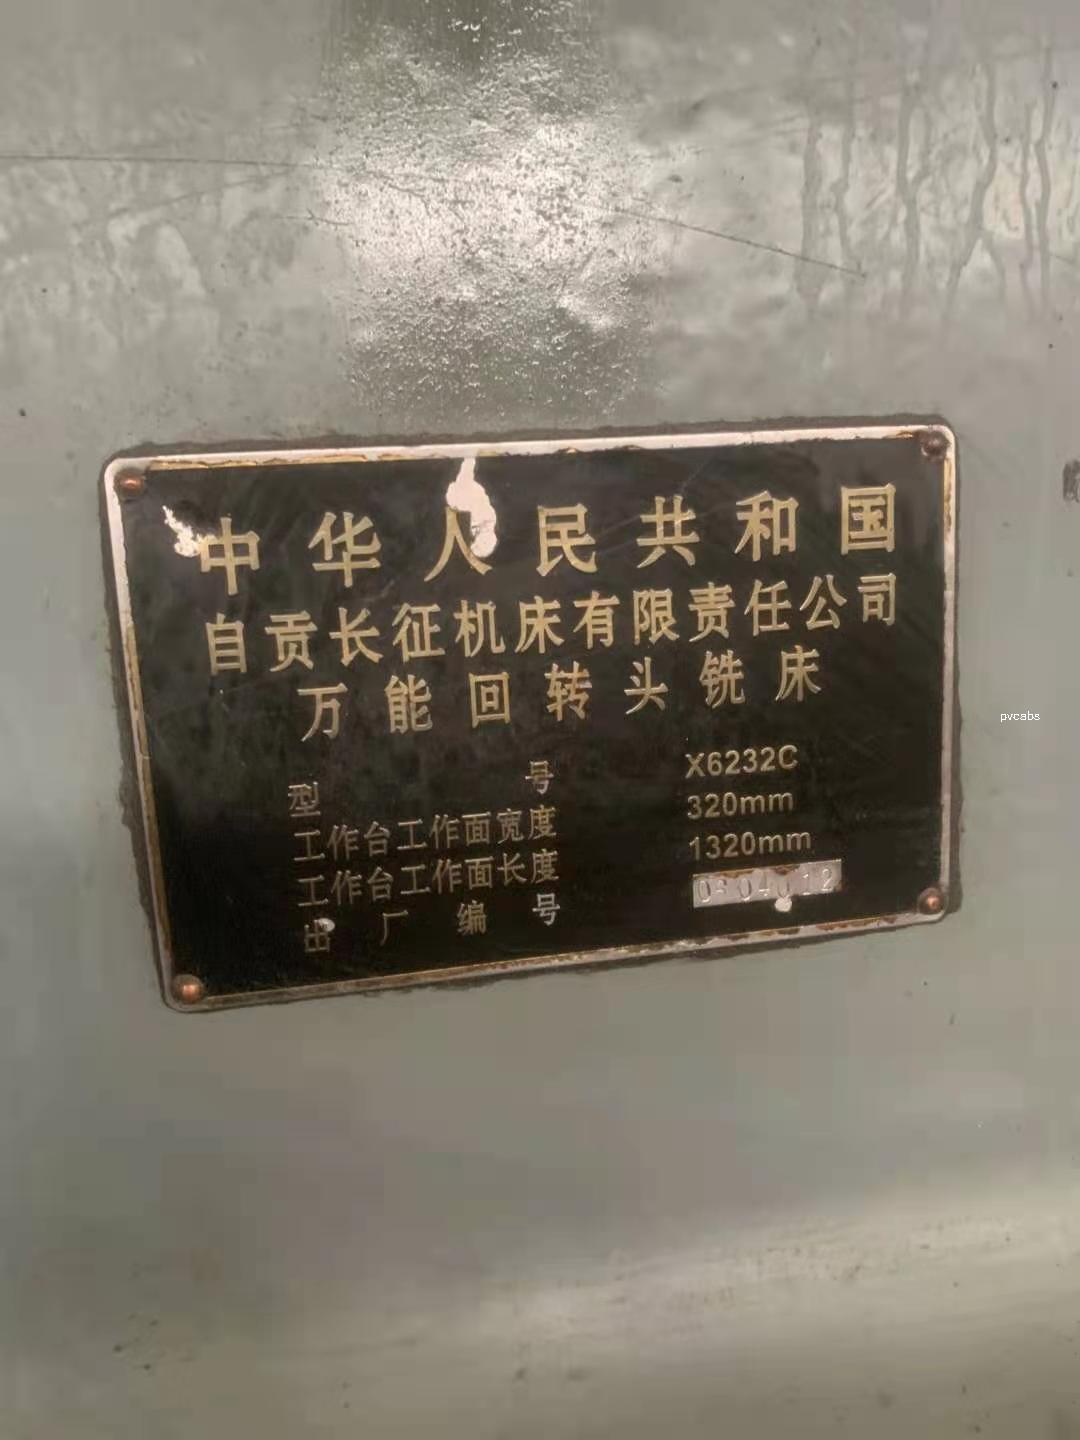 中华人民共和国
自贡长征机床有限责任公司
万能回转头铣床
型号 X6232C
工作台工作面宽度 320mm
工作台工作面长度 1320mm
出厂编号
pvcabs